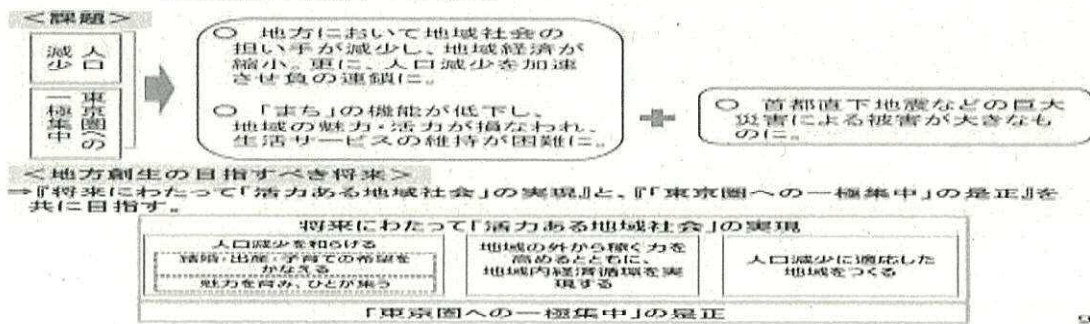 ＜課題＞
人口減少
東京圏への一極集中
○ 地方において地域社会の
担い手が減少し、地域経済が
縮小。更に、人口減少を加速
させ負の連鎖に。
○ 「まち」の機能が低下し、
地域の魅力・活力が損なわれ、
生活サービスの維持が困難に。
○ 首都直下地震などの巨大
災害による被害が大きなも
のに。
＜地方創生の目指すべき将来＞
⇒『将来にわたって「活力ある地域社会」の実現』と、『「東京圏への一極集中」の是正』を
共に目指す。
将来にわたって「活力ある地域社会」の実現
人口減少を和らげる
結婚・出産・子育ての希望を
かなえる
魅力を育み、ひとが集う
地域の外から稼ぐ力を
高めるとともに、
地域内経済循環を実
現する
人口減少に適応した
地域をつくる
「東京圏への一極集中」の是正